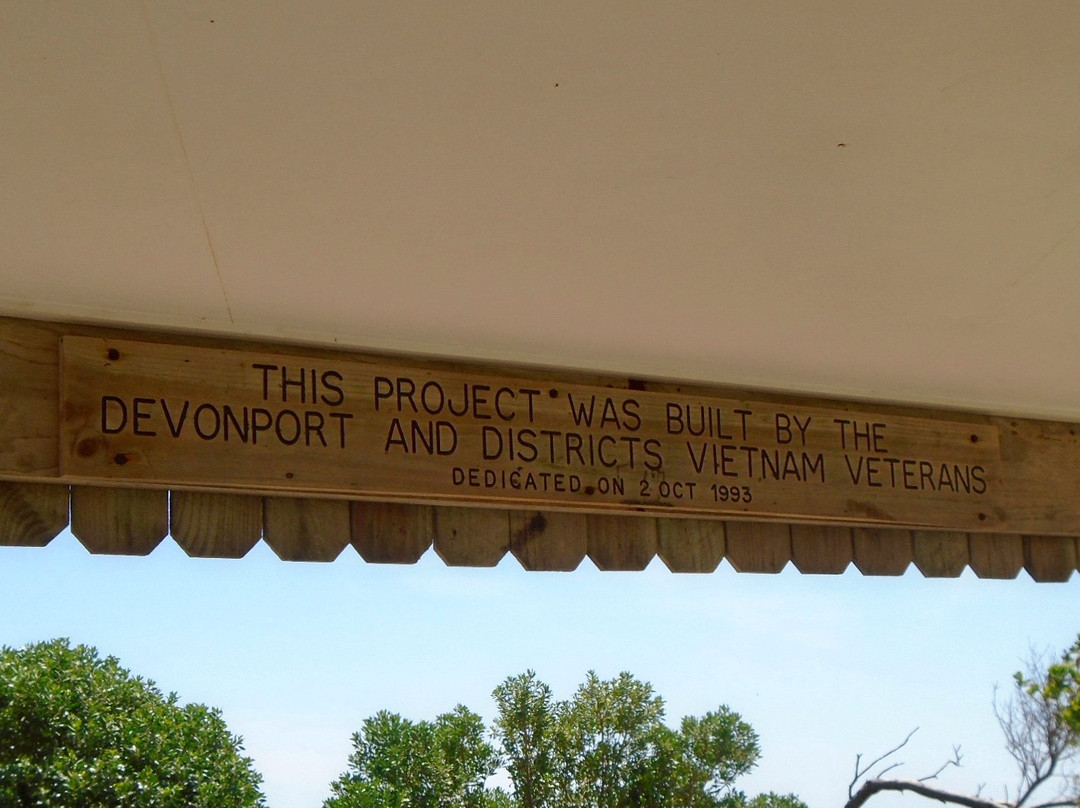 THIS PROJECT WAS BUILT BY THE
DEVONPORT AND DISTRICTS VIETNAM VETERANS
DEDICATED ON 2 OCT 1993